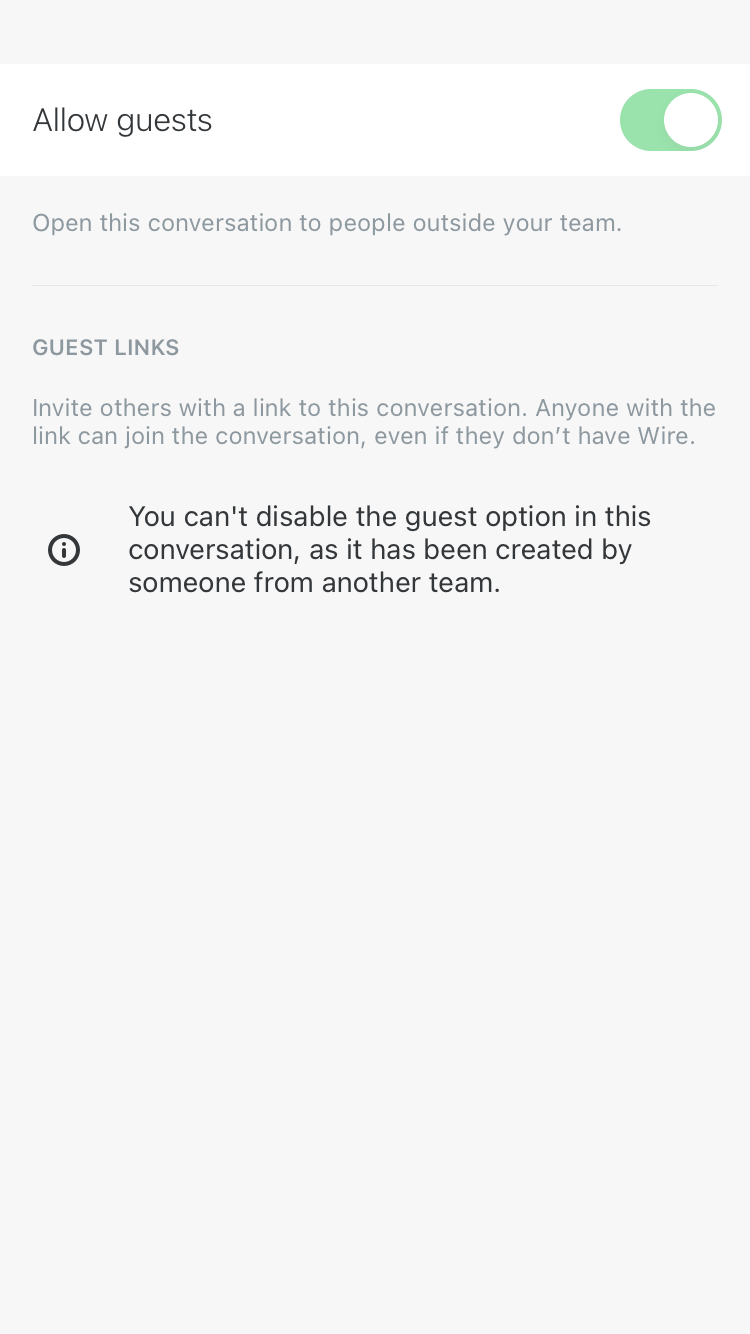 Allow guests
Open this conversation to people outside your team.
GUEST LINKS
Invite others with a link to this conversation. Anyone with the
link can join the conversation, even if they don’t have Wire.
You can't disable the guest option in this
conversation, as it has been created by
someone from another team.